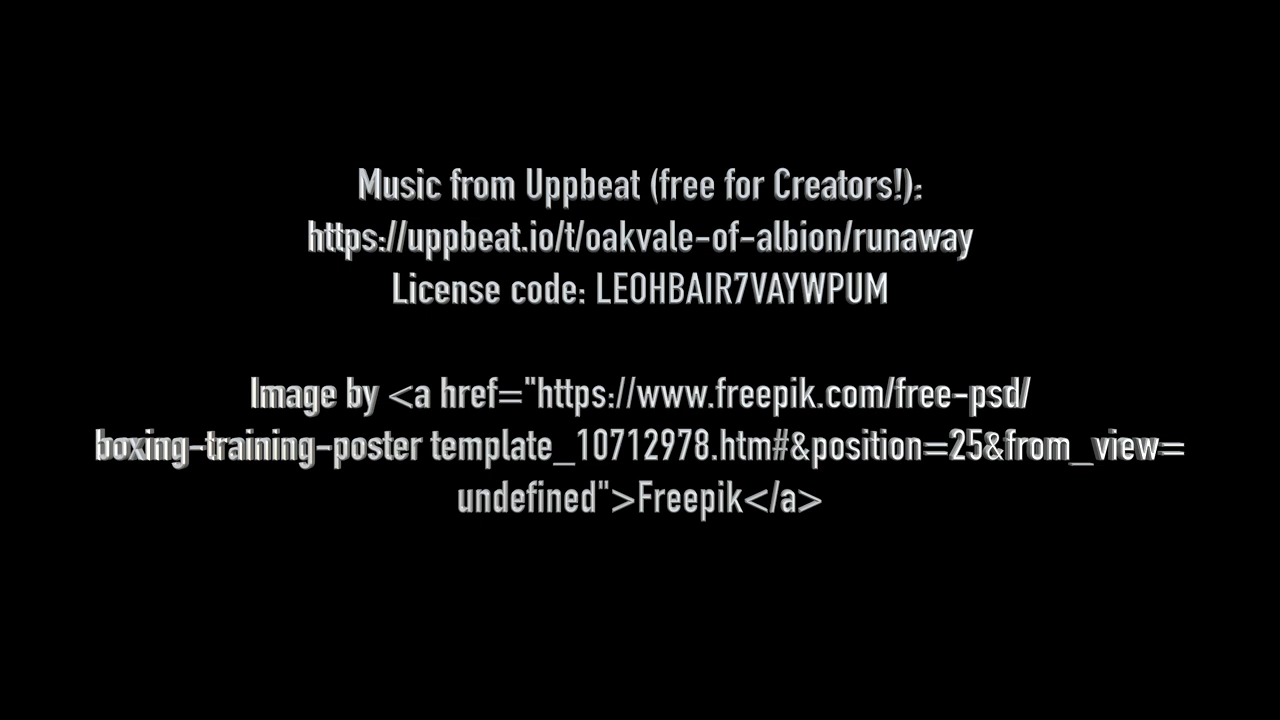 Music from Uppbeat (free for Creators!):
https://uppbeat.io/t/oakvale-of-albion/runaway
License code: LEOHBAIR7VAYWPUM
Image by <a href="https://www.freepik.com/free-psd/
boxing-training-poster template_10712978.htm#&position=25&from_view=
undefined">Freepik</a>